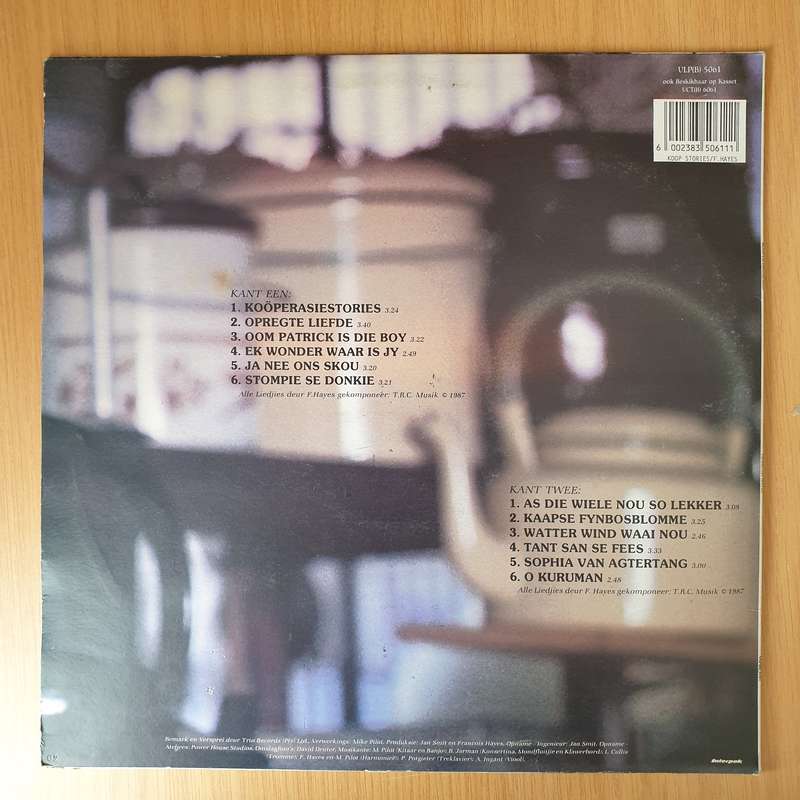 ULP(B) 5061
ook Beskikbaar op Kasset
UCT(B) 6061
6 002383 506111
KOOP STORIES/F.HAYES
KANT EEN:
1. KOÖPERASIESTORIES 3.24
2. OPREGTE LIEFDE 3.40
3. OOM PATRICK IS DIE BOY 3.22
4. EK WONDER WAAR IS JY 2.49
5. JA NEE ONS SKOU 3.20
6. STOMPIE SE DONKIE 3.21
Alle Liedjies deur F.Hayes gekomponeer: T.R.C. Musik © 1987
KANT TWEE:
1. AS DIE WIELE NOU SO LEKKER 3.08
2. KAAPSE FYNBOSBLOMME 3.25
3. WATTER WIND WAAI NOU 2.46
4. TANT SAN SE FEES 3.33
5. SOPHIA VAN AGTERTANG 3.00
6. O KURUMAN 2.48
Alle Liedjies deur F. Hayes gekomponeer: T.R.C. Musik © 1987
Bemark en Versprei deur Trio Records (Pty) Ltd., Verwerkings: Mike Pilot, Produksie: Jan Smit en Francois Hayes, Opname - Ingenieur: Jan Smit, Opname -
Ateljees: Power House Studios, Omslagfoto's: David Deutor, Musikante: M. Pilot (Kitaar en Banjo), B. Jarman (Konsertina, Mondfluitjie en Klawerbord), L. Callis
(Tromme), F. Hayes en M. Pilot (Harmonieë), P. Potgieter (Treklavier), A. Ingant (Viool).
interpak